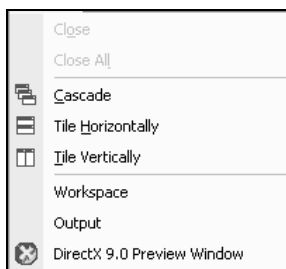 Close
Close All
Cascade
Tile Horizontally
Tile Vertically
Workspace
Output
DirectX 9.0 Preview Window